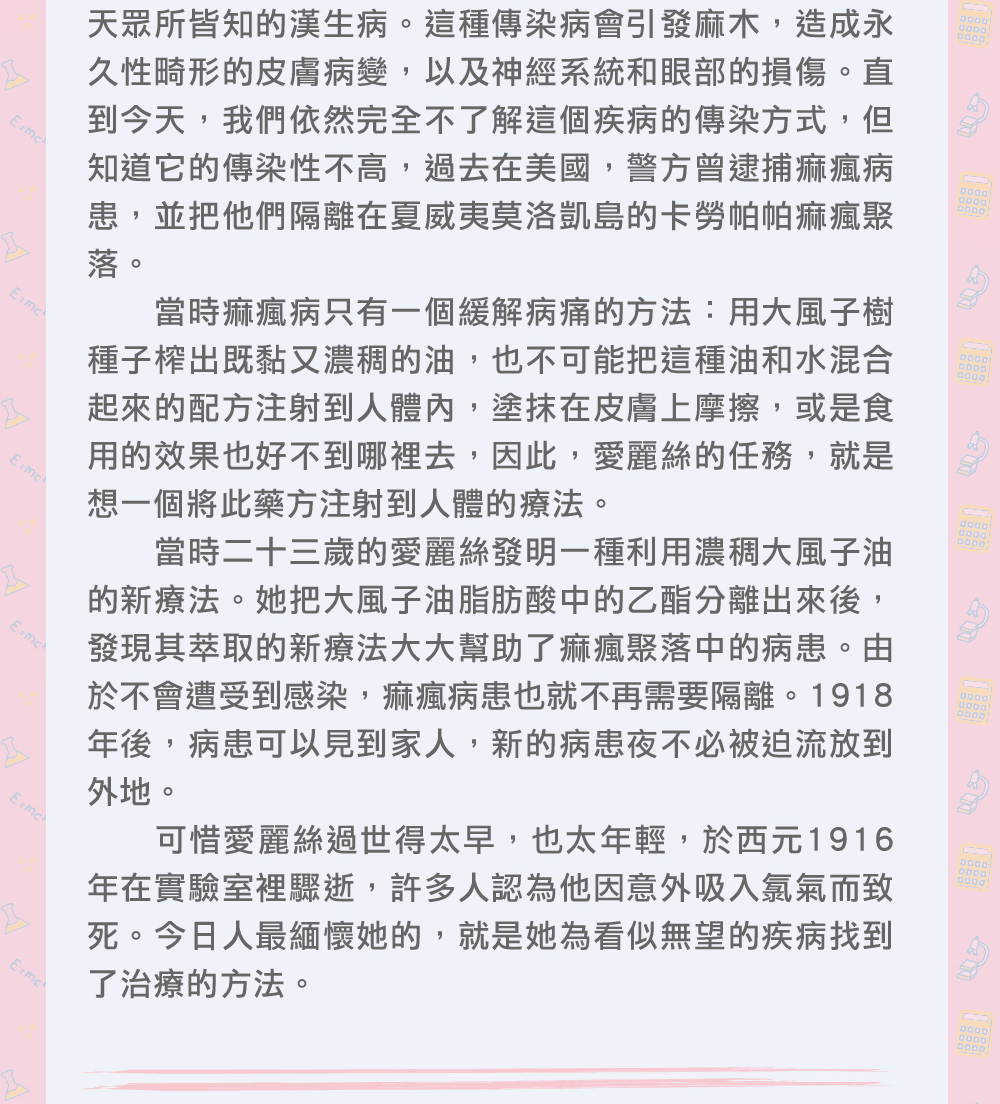 天眾所皆知的漢生病。這種傳染病會引發麻木，造成永
久性畸形的皮膚病變，以及神經系統和眼部的損傷。直
到今天，我們依然完全不了解這個疾病的傳染方式，但
知道它的傳染性不高，過去在美國，警方曾逮捕痲瘋病
患，並把他們隔離在夏威夷莫洛凱島的卡勞帕帕痲瘋聚
落。
當時痲瘋病只有一個緩解病痛的方法：用大風子樹
種子榨出既黏又濃稠的油，也不可能把這種油和水混合
起來的配方注射到人體內，塗抹在皮膚上摩擦，或是食
用的效果也好不到哪裡去，因此，愛麗絲的任務，就是
想一個將此藥方注射到人體的療法。
當時二十三歲的愛麗絲發明一種利用濃稠大風子油
的新療法。她把大風子油脂肪酸中的乙酯分離出來後，
發現其萃取的新療法大大幫助了痲瘋聚落中的病患。由
於不會遭受到感染，痲瘋病患也就不再需要隔離。1918
年後，病患可以見到家人，新的病患夜不必被迫流放到
外地。
可惜愛麗絲過世得太早，也太年輕，於西元1916
年在實驗室裡驟逝，許多人認為他因意外吸入氯氣而致
死。今日人最緬懷她的，就是她為看似無望的疾病找到
了治療的方法。
E=mc²
E=mc²
E=mc²
E=mc²
E=mc²
E=mc²